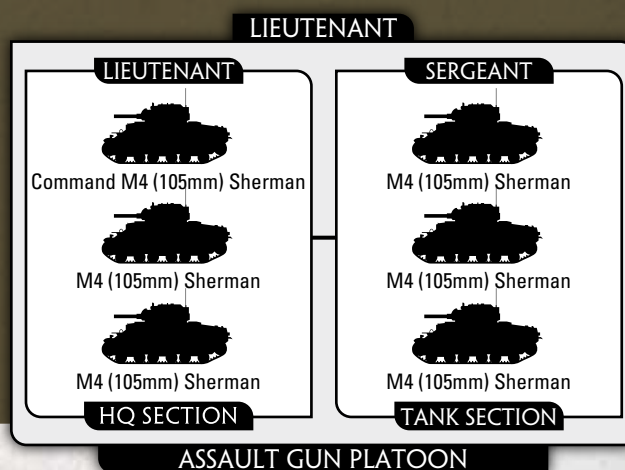 LIEUTENANT
LIEUTENANT
Command M4 (105mm) Sherman
M4 (105mm) Sherman
M4 (105mm) Sherman
HQ SECTION
SERGEANT
M4 (105mm) Sherman
M4 (105mm) Sherman
M4 (105mm) Sherman
TANK SECTION
ASSAULT GUN PLATOON